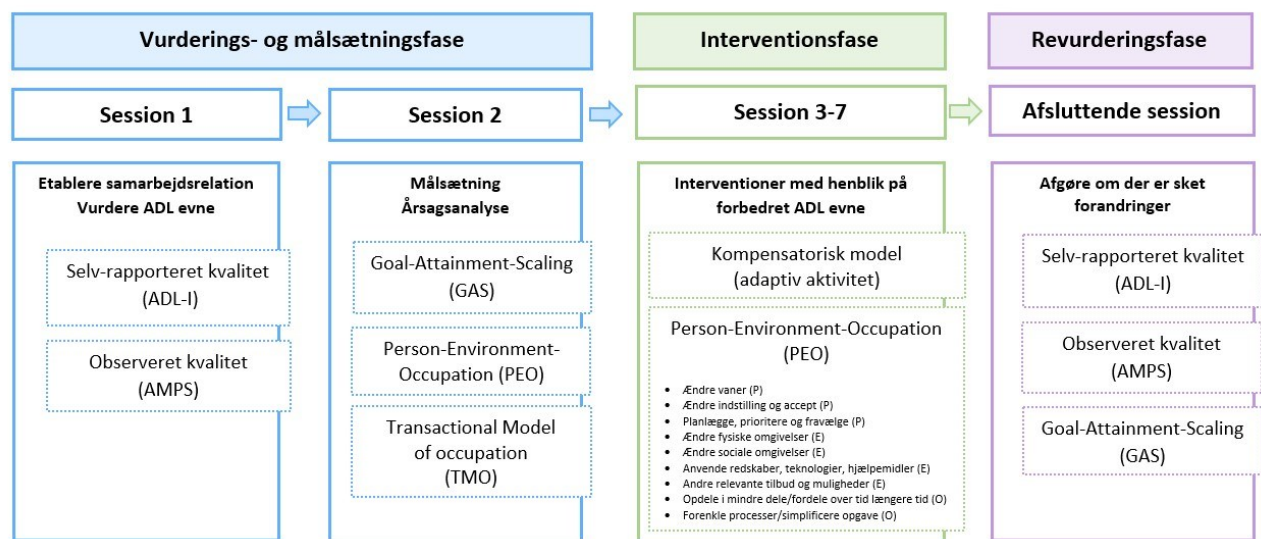 Vurderings- og målsætningsfase
Session 1
Etablere samarbejdsrelation
Vurdere ADL evne
Selv-rapporteret kvalitet
(ADL-I)
Observeret kvalitet
(AMPS)
Session 2
Målsætning
Årsagsanalyse
Goal-Attainment-Scaling
(GAS)
Person-Environment-
Occupation (PEO)
Transactional Model
of occupation
(TMO)
Interventionsfase
Session 3-7
Interventioner med henblik på
forbedret ADL evne
Kompensatorisk model
(adaptiv aktivitet)
Person-Environment-Occupation
(PEO)
• Ændre vaner (P)
• Ændre indstilling og accept (P)
• Planlægge, prioritere og fravælge (P)
• Ændre fysiske omgivelser (E)
• Ændre sociale omgivelser (E)
• Anvende redskaber, teknologier, hjælpemidler (E)
• Andre relevante tilbud og muligheder (E)
• Opdele i mindre dele/fordele over tid længere tid (O)
• Forenkle processer/simplificere opgave (O)
Revurderingsfase
Afsluttende session
Afgøre om der er sket
forandringer
Selv-rapporteret kvalitet
(ADL-I)
Observeret kvalitet
(AMPS)
Goal-Attainment-Scaling
(GAS)